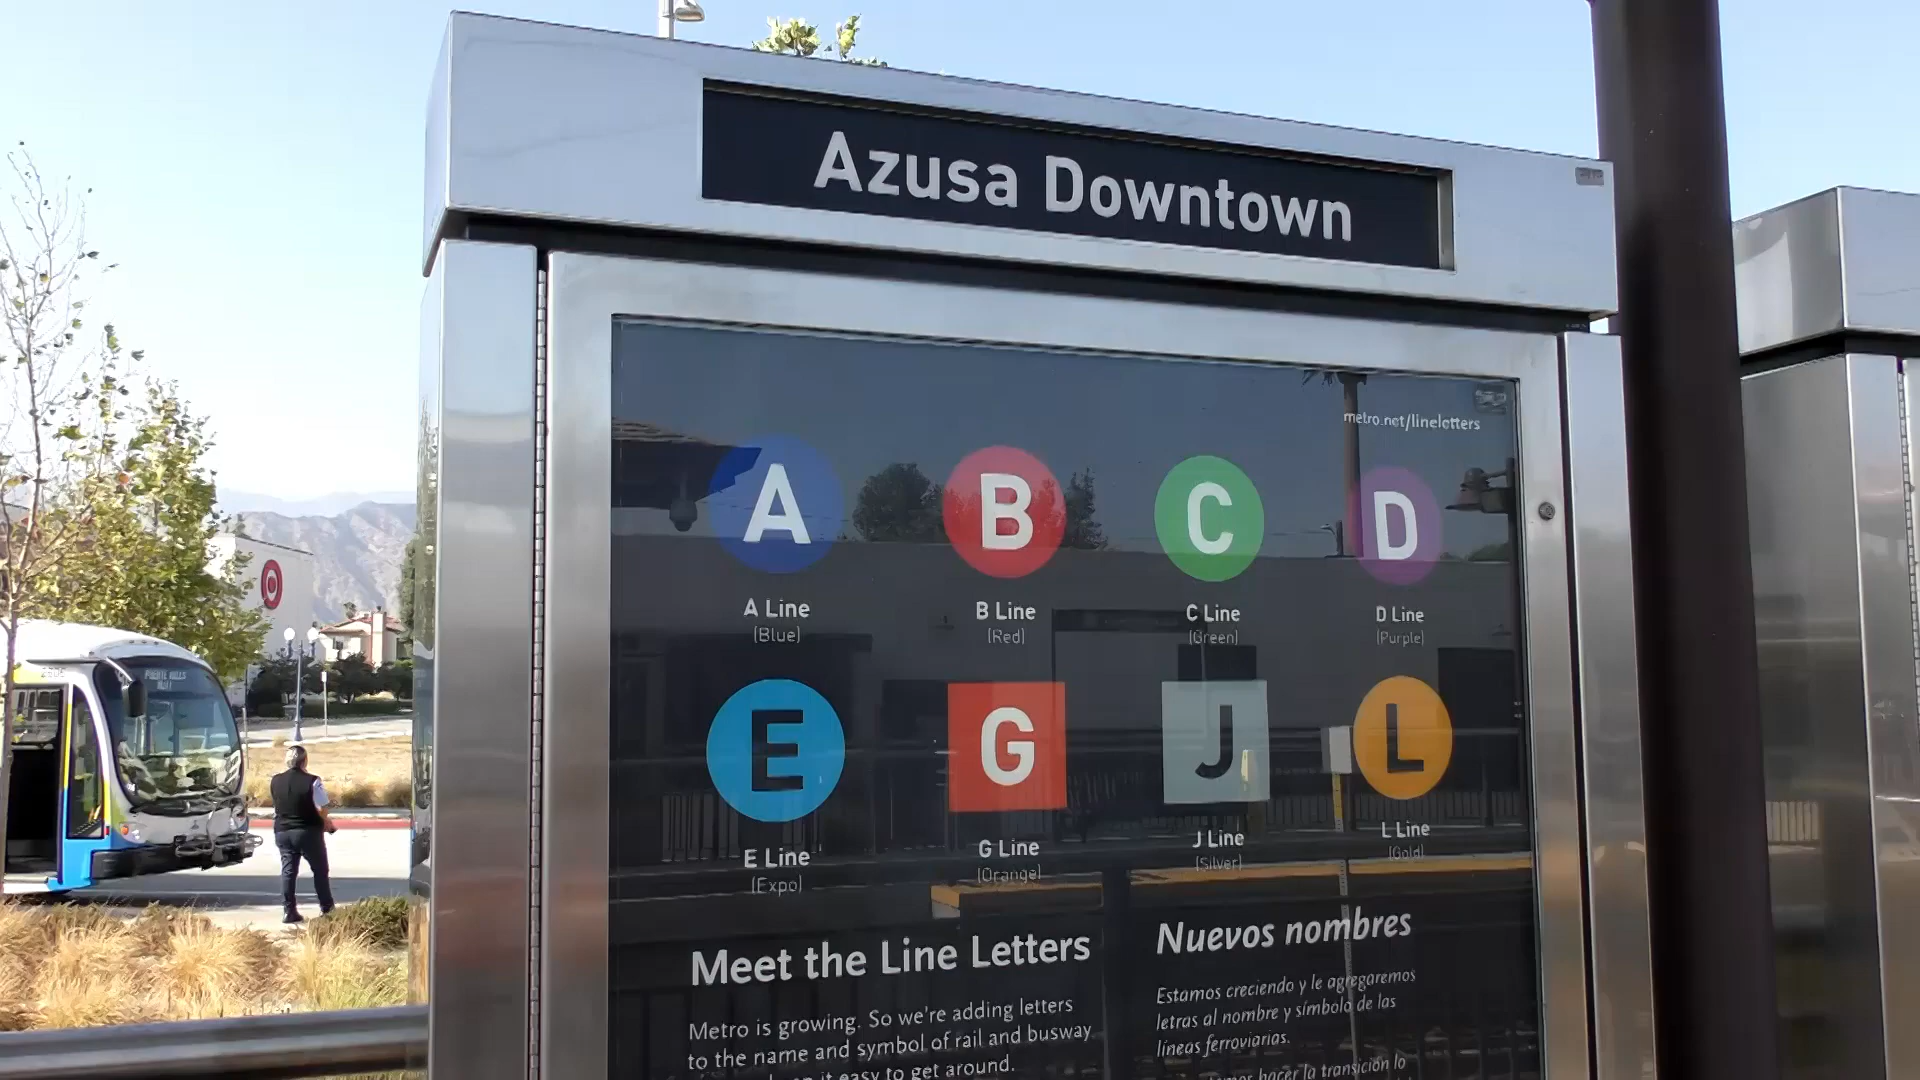 Azusa Downtown
metro.net/lineletters
A
B
C
D
A Line
(Blue)
B Line
(Red)
C Line
(Green)
D Line
(Purple)
E
G
J
L
E Line
(Expo)
G Line
(Orange)
J Line
(Silver)
L Line
(Gold)
Meet the Line Letters
Metro is growing. So we're adding letters
to the name and symbol of rail and busway
it easy to get around.
Nuevos nombres
Estamos creciendo y le agregaremos
letras al nombre y símbolo de las
líneas ferroviarias.
hacer la transición lo
PUENTE HILLS
MALL